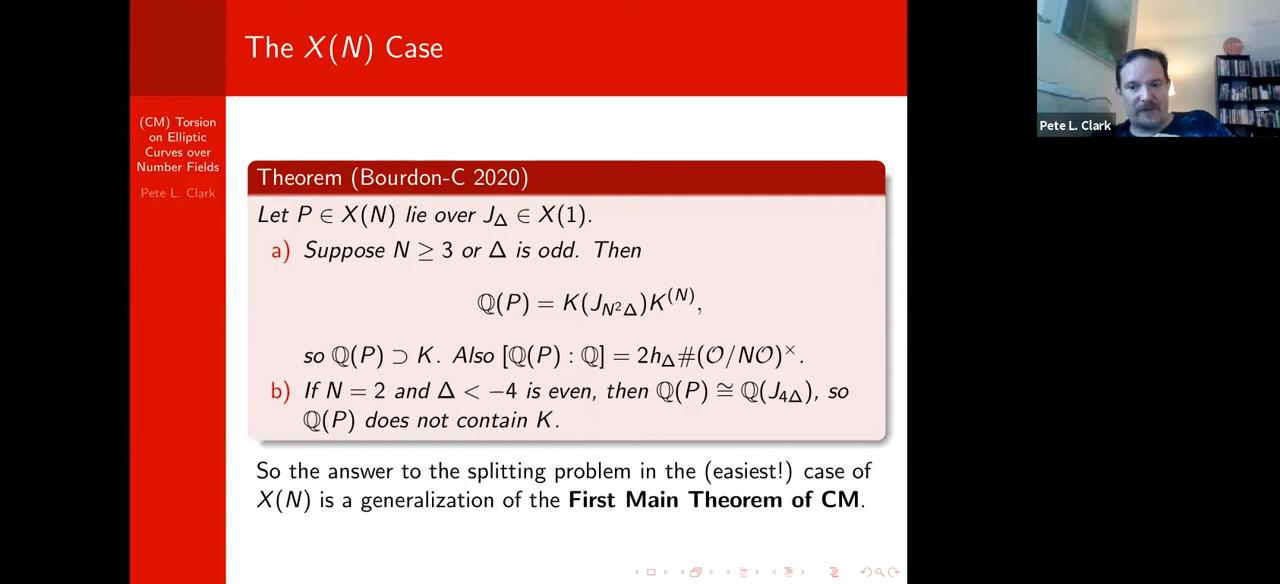 The X(N) Case
(CM) Torsion
on Elliptic
Curves over
Number Fields
Pete L. Clark
Theorem (Bourdon-C 2020)
Let P ∈ X(N) lie over J_Δ ∈ X(1).
a) Suppose N ≥ 3 or Δ is odd. Then
ℚ(P) = K(J_{N²Δ})K^{(N)},
so ℚ(P) ⊃ K. Also [ℚ(P) : ℚ] = 2h_Δ#(𝒪/N𝒪)^×.
b) If N = 2 and Δ < −4 is even, then ℚ(P) ≅ ℚ(J_{4Δ}), so
ℚ(P) does not contain K.
So the answer to the splitting problem in the (easiest!) case of
X(N) is a generalization of the First Main Theorem of CM.
Pete L. Clark